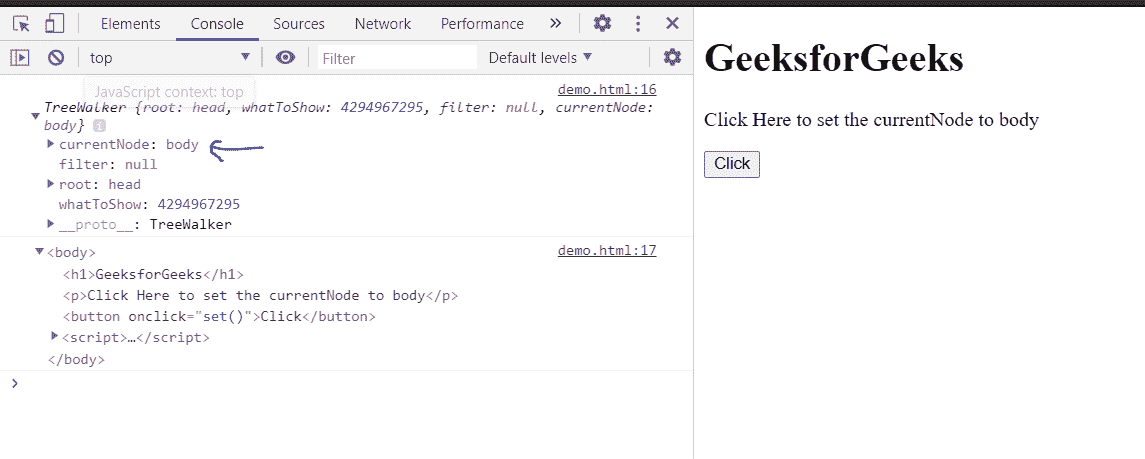 Elements Console Sources Network Performance »
top Filter Default levels
JavaScript context: top
demo.html:16
TreeWalker {root: head, whatToShow: 4294967295, filter: null, currentNode:
body} i
currentNode: body
filter: null
root: head
whatToShow: 4294967295
__proto__: TreeWalker
<body> demo.html:17
<h1>GeeksforGeeks</h1>
<p>Click Here to set the currentNode to body</p>
<button onclick="set()">Click</button>
<script>…</script>
</body>
>
GeeksforGeeks
Click Here to set the currentNode to body
Click